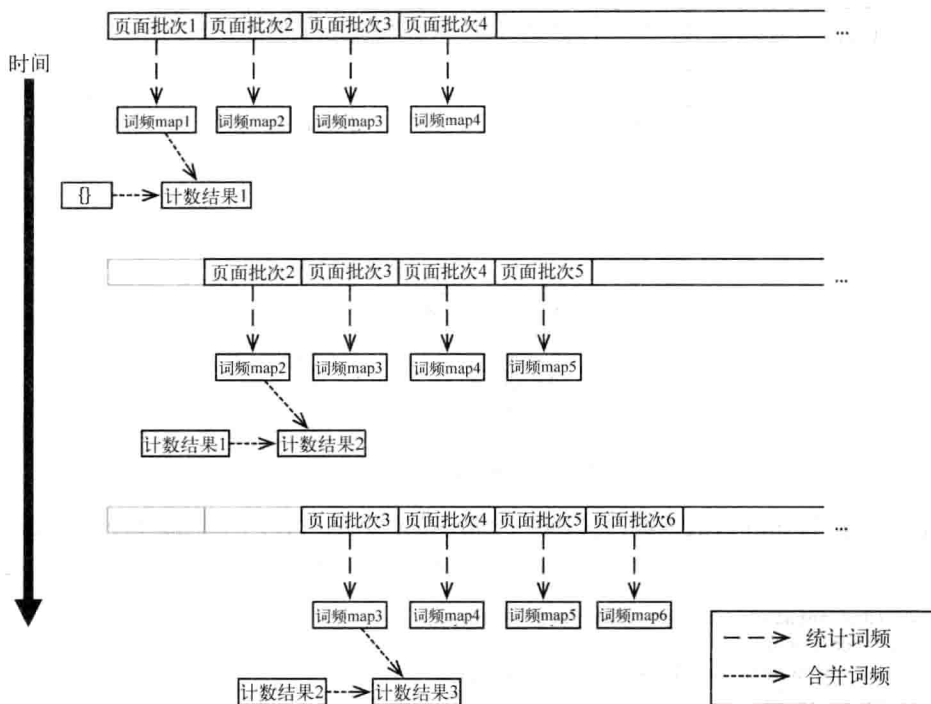 页面批次1 页面批次2 页面批次3 页面批次4 ...
时间
词频map1 词频map2 词频map3 词频map4
{} 计数结果1
页面批次2 页面批次3 页面批次4 页面批次5 ...
词频map2 词频map3 词频map4 词频map5
计数结果1 计数结果2
页面批次3 页面批次4 页面批次5 页面批次6 ...
词频map3 词频map4 词频map5 词频map6
统计词频
合并词频
计数结果2 计数结果3